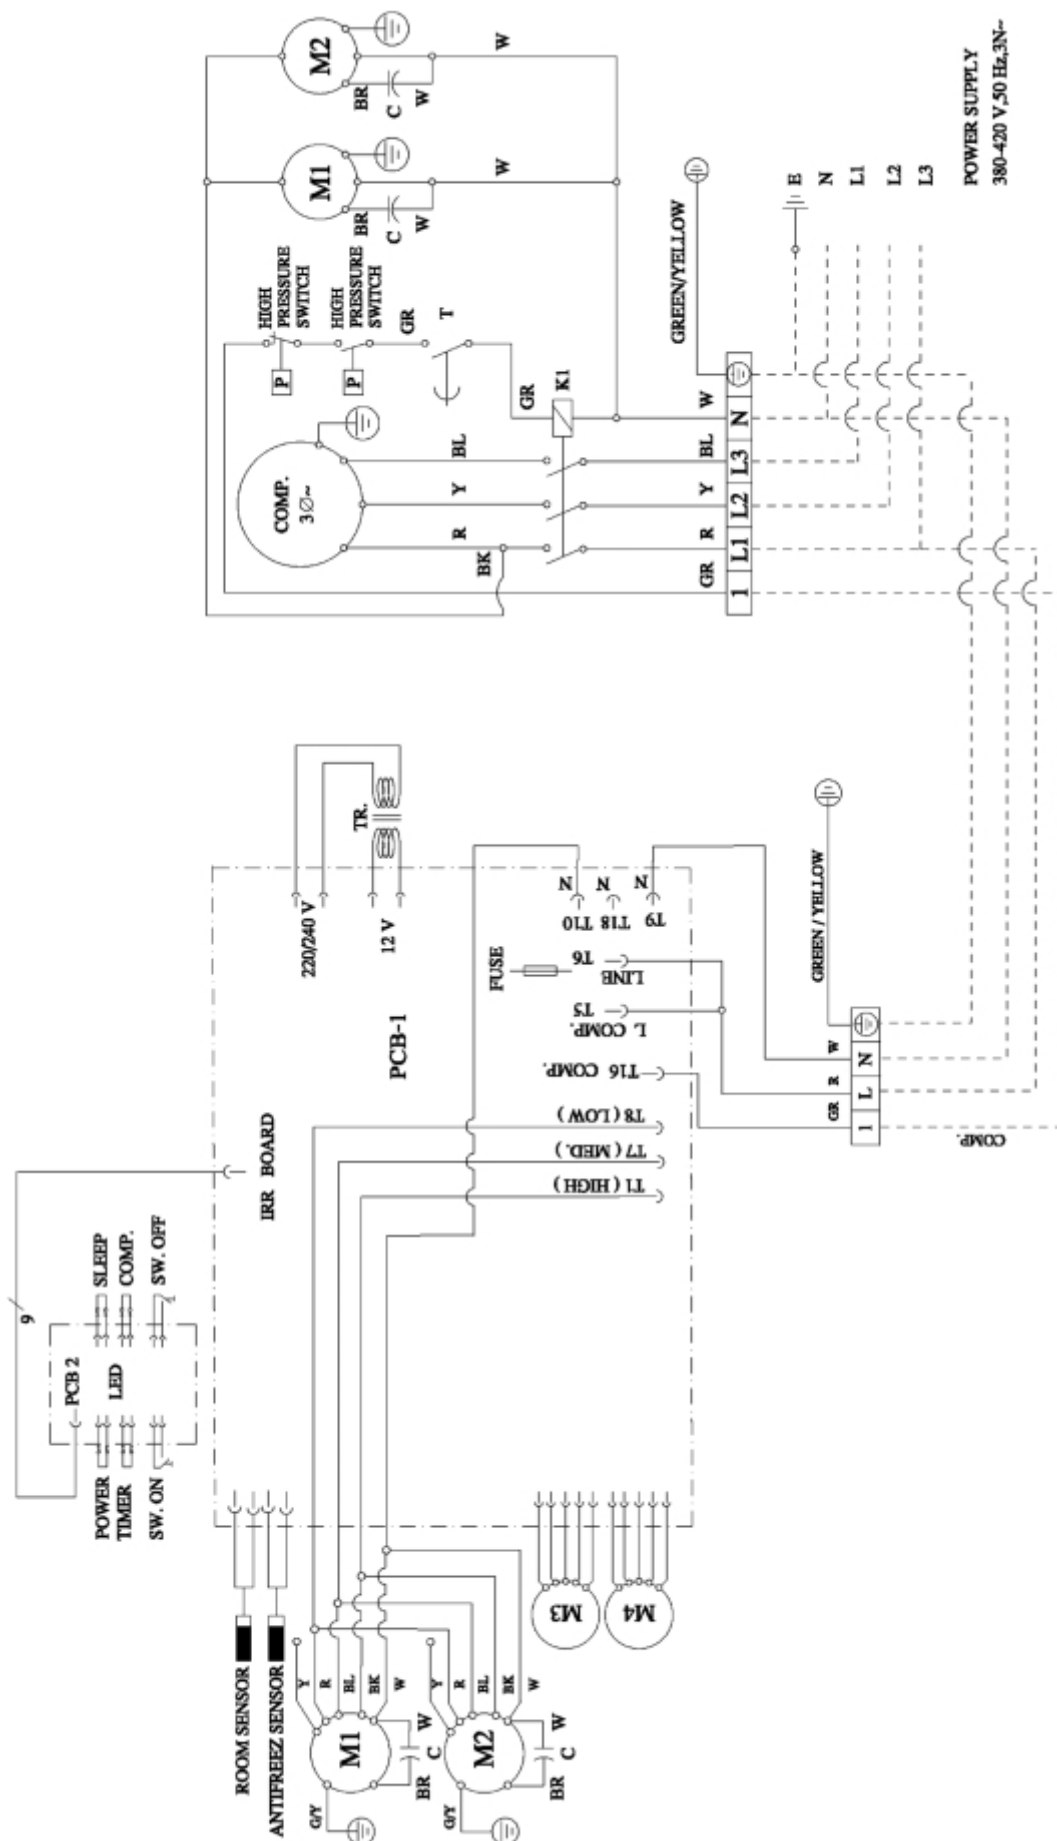 M2
W
BR
C
W
M1
W
BR
C
W
HIGH
PRESSURE
SWITCH
P
HIGH
PRESSURE
SWITCH
P
GR
T
COMP.
3∅~
GR
K1
BL
Y
R
BK
GREEN/YELLOW
W
BL
Y
R
GR
N
L3
L2
L1
1
E
N
L1
L2
L3
POWER SUPPLY
380-420 V,50 Hz,3N~
TR.
220/240 V
12 V
PCB-1
IRR BOARD
FUSE
N
N
N
T10
T18
T9
T6
LINE
T5
L COMP.
T16 COMP.
T8 ( LOW )
T7 ( MED. )
T1 ( HIGH )
GREEN / YELLOW
W
R
GR
N
L
1
COMP.
9
PCB 2
LED
SLEEP
COMP.
SW. OFF
POWER
TIMER
SW. ON
ROOM SENSOR
ANTIFREEZ SENSOR
Y
R
BL
BK
W
M1
W
C
BR
G/Y
Y
R
BL
BK
W
M2
W
C
BR
G/Y
M3
M4